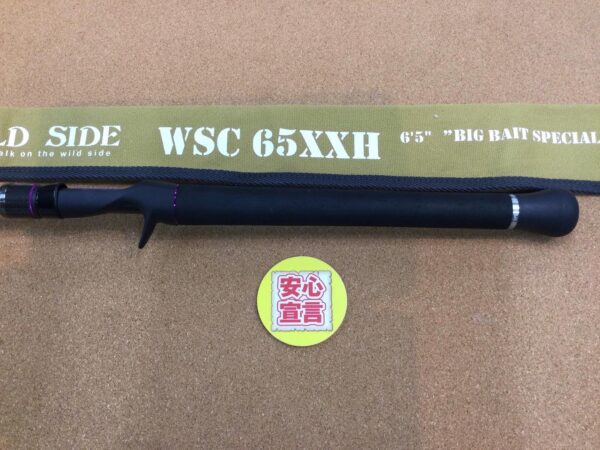 LD SIDE
alk on the wild side
WSC 65XXH
6'5" "BIG BAIT SPECIAL
安心
宣言